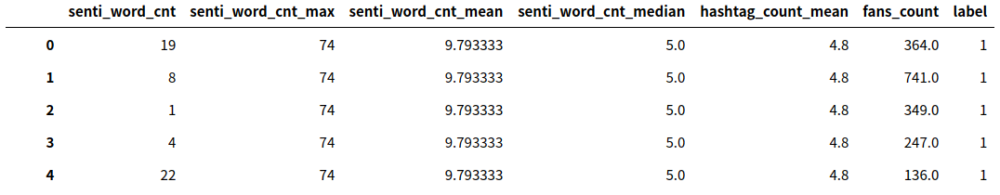 senti_word_cnt senti_word_cnt_max senti_word_cnt_mean senti_word_cnt_median hashtag_count_mean fans_count label
0 19 74 9.793333 5.0 4.8 364.0 1
1 8 74 9.793333 5.0 4.8 741.0 1
2 1 74 9.793333 5.0 4.8 349.0 1
3 4 74 9.793333 5.0 4.8 247.0 1
4 22 74 9.793333 5.0 4.8 136.0 1